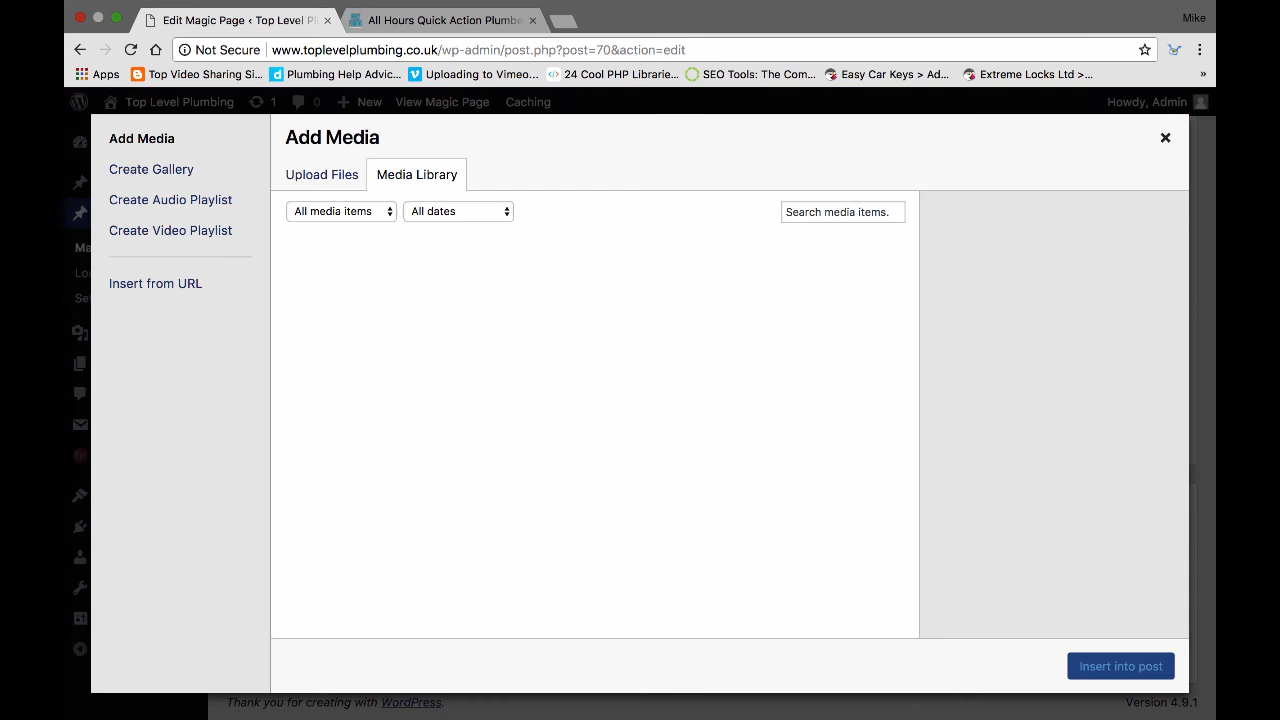 Edit Magic Page ‹ Top Level Pl
All Hours Quick Action Plumbe
Mike
Not Secure
www.toplevelplumbing.co.uk/wp-admin/post.php?post=70&action=edit
Apps
Top Video Sharing Si...
Plumbing Help Advic...
Uploading to Vimeo...
24 Cool PHP Librarie...
SEO Tools: The Com...
Easy Car Keys > Ad...
Extreme Locks Ltd >...
»
Top Level Plumbing
1
0
New
View Magic Page
Caching
Howdy, Admin
Add Media
Create Gallery
Create Audio Playlist
Create Video Playlist
Insert from URL
Add Media
Upload Files
Media Library
All media items
All dates
Search media items.
Ma
Lo
Se
Insert into post
Thank you for creating with WordPress.
Version 4.9.1